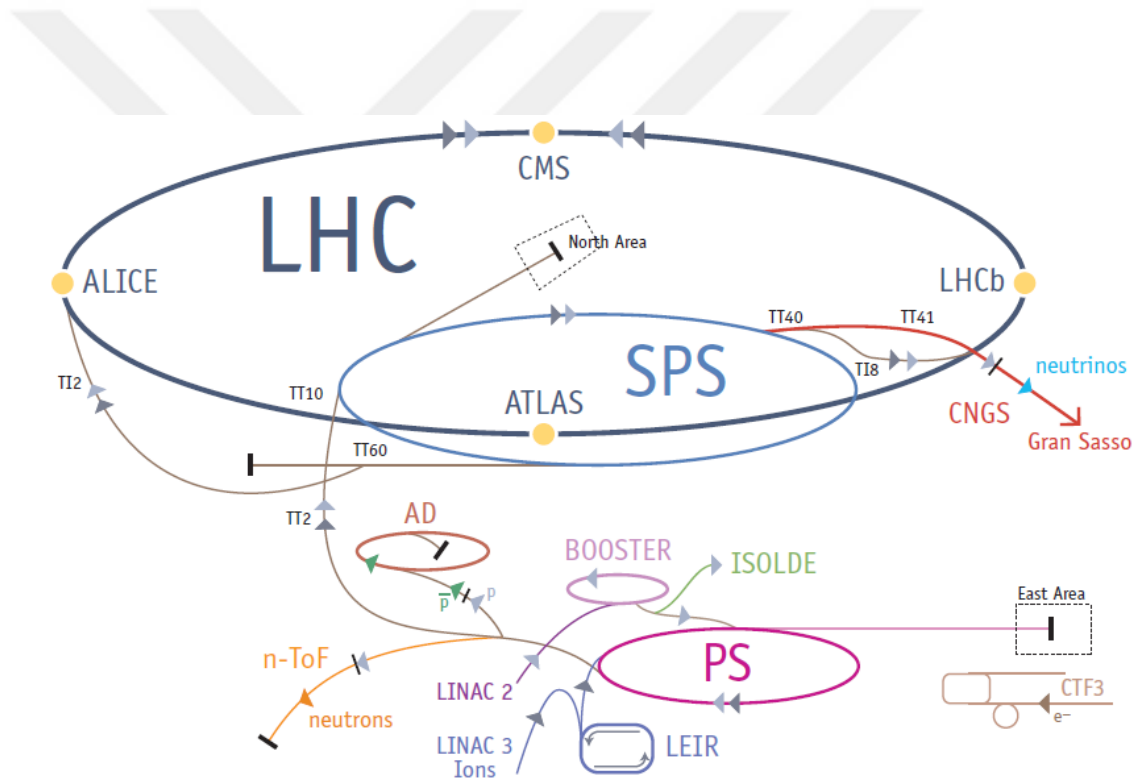 CMS
LHC
North Area
ALICE
LHCb
TT40
TT41
SPS
TI8
neutrinos
TI2
TT10
ATLAS
CNGS
Gran Sasso
TT60
TT2
AD
BOOSTER
ISOLDE
p̅
p
East Area
n-ToF
PS
LINAC 2
CTF3
neutrons
e⁻
LINAC 3
Ions
LEIR